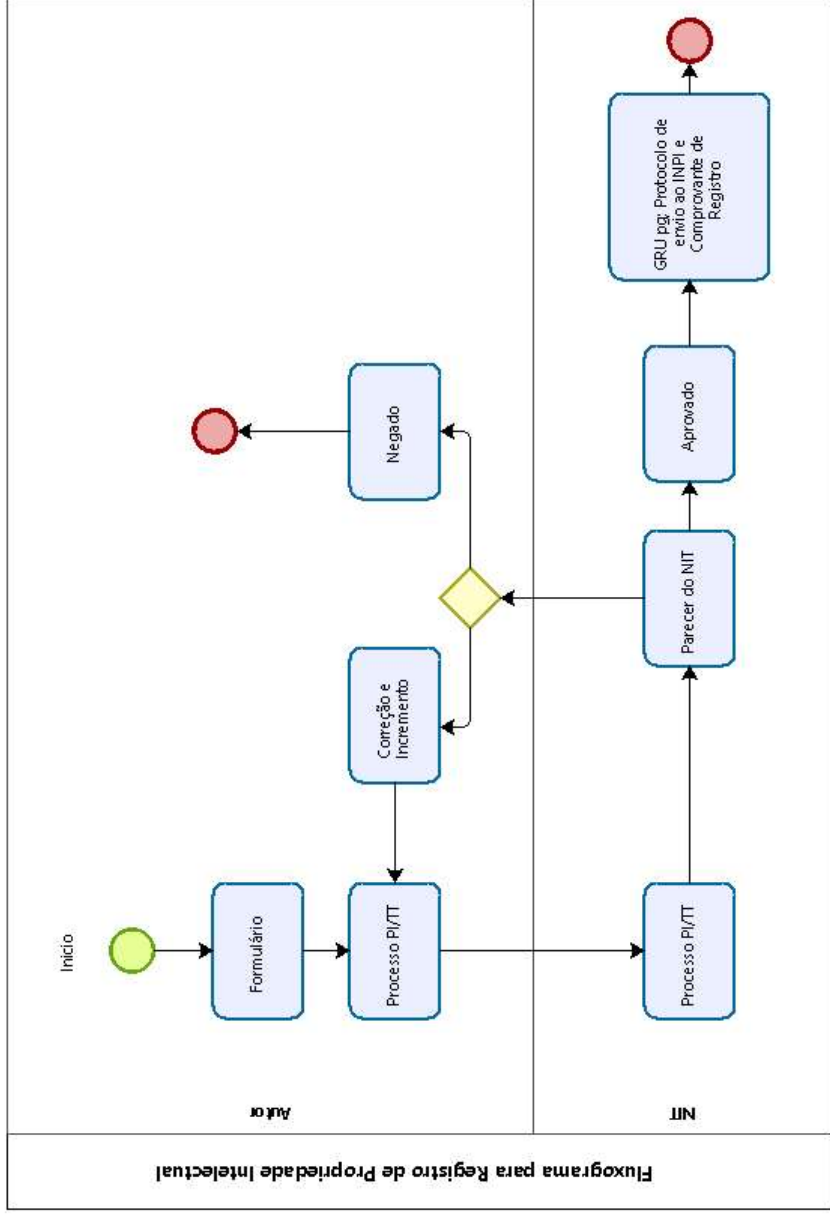 Fluxograma para Registro de Propriedade Intelectual
Autor
Início
Formulário
Processo PI/TT
Correção e
Incremento
Negado
NIT
Processo PI/TT
Parecer do NIT
Aprovado
GRU pg; Protocolo de
envio ao INPI e
Comprovante de
Registro